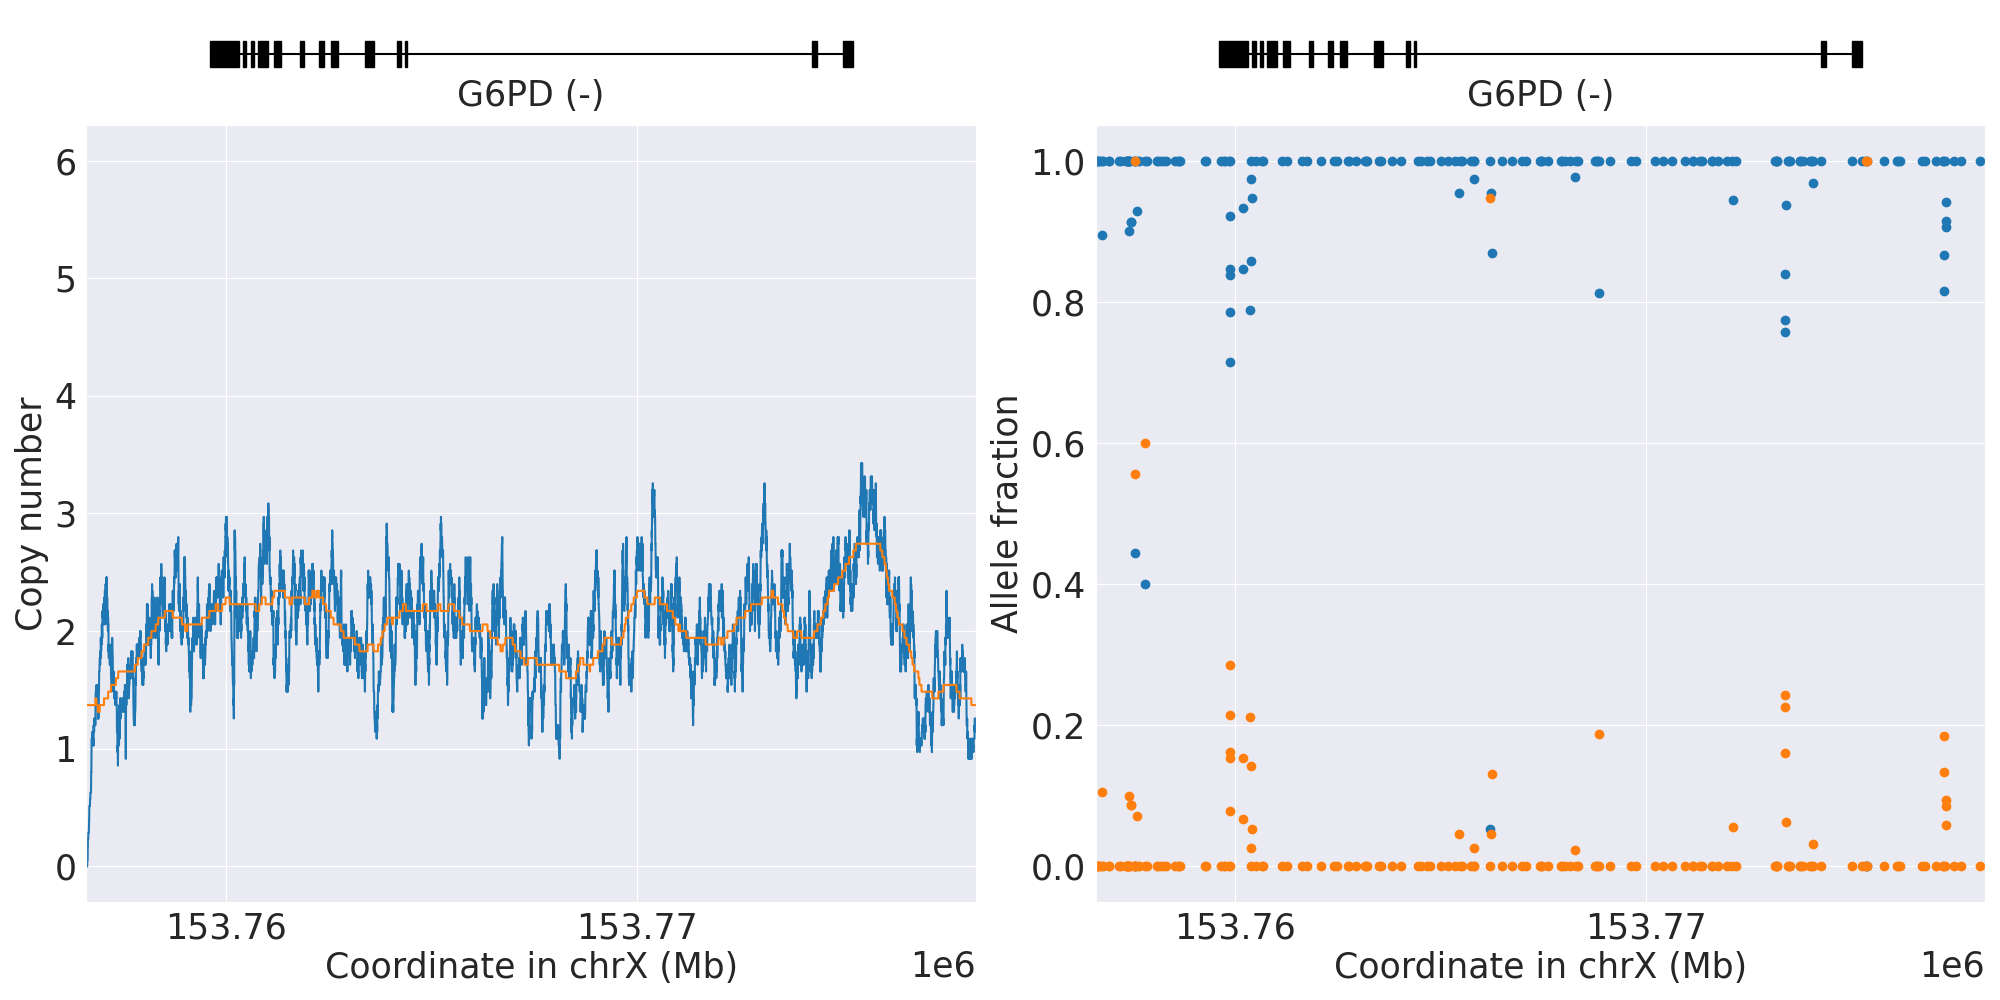 G6PD (-)
6
5
4
3
2
1
0
Copy number
153.76
153.77
Coordinate in chrX (Mb)
1e6
G6PD (-)
1.0
0.8
0.6
0.4
0.2
0.0
Allele fraction
153.76
153.77
Coordinate in chrX (Mb)
1e6